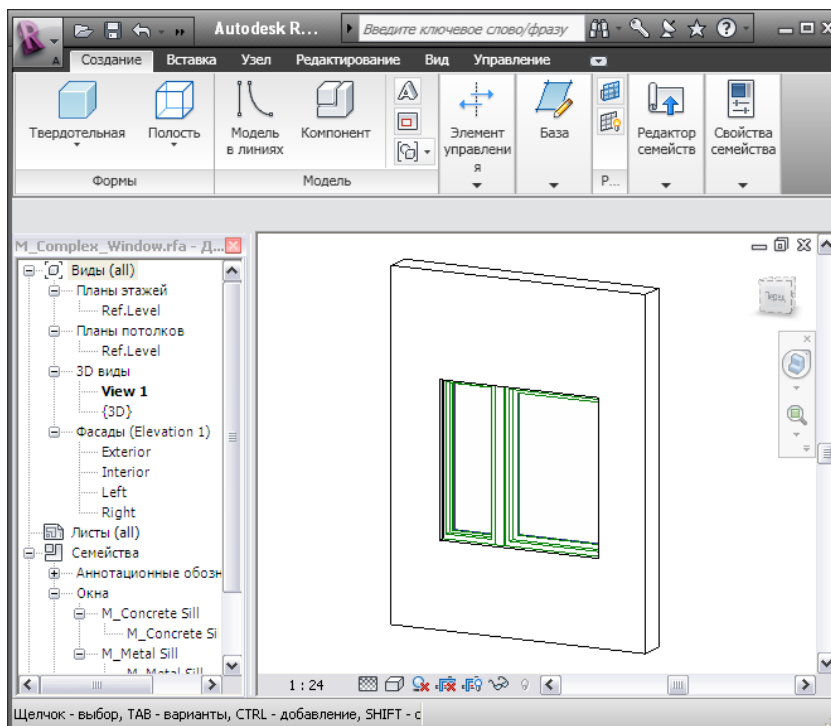 Autodesk R...
Введите ключевое слово/фразу
Создание Вставка Узел Редактирование Вид Управление
Твердотельная Полость
Модель в линиях
Компонент
Элемент управлени я
База
Редактор семейств
Свойства семейства
Формы Модель Р...
M_Complex_Window.rfa - Д...
Виды (all)
Планы этажей
Ref.Level
Планы потолков
Ref.Level
3D виды
View 1
{3D}
Фасады (Elevation 1)
Exterior
Interior
Left
Right
Листы (all)
Семейства
Аннотационные обозн
Окна
M_Concrete Sill
M_Concrete Si
M_Metal Sill
M_Metal Sill
1 : 24
Щелчок - выбор, TAB - варианты, CTRL - добавление, SHIFT - с